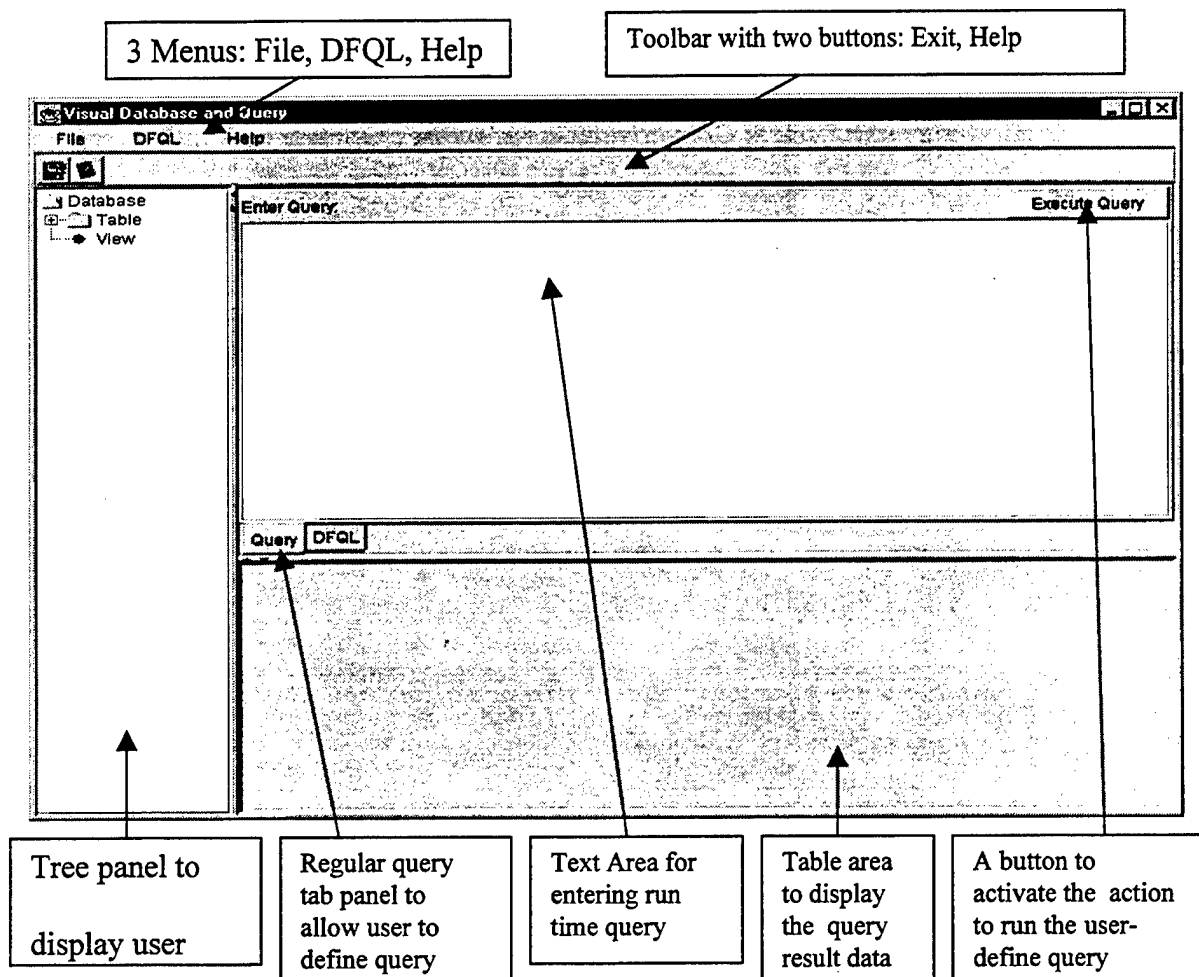 3 Menus: File, DFQL, Help
Toolbar with two buttons: Exit, Help
Visual Database and Query
File DFQL Help
Database
Table
View
Enter Query:
Execute Query
Query DFQL
Tree panel to
display user
Regular query
tab panel to
allow user to
define query
Text Area for
entering run
time query
Table area
to display
the query
result data
A button to
activate the action
to run the user-
define query